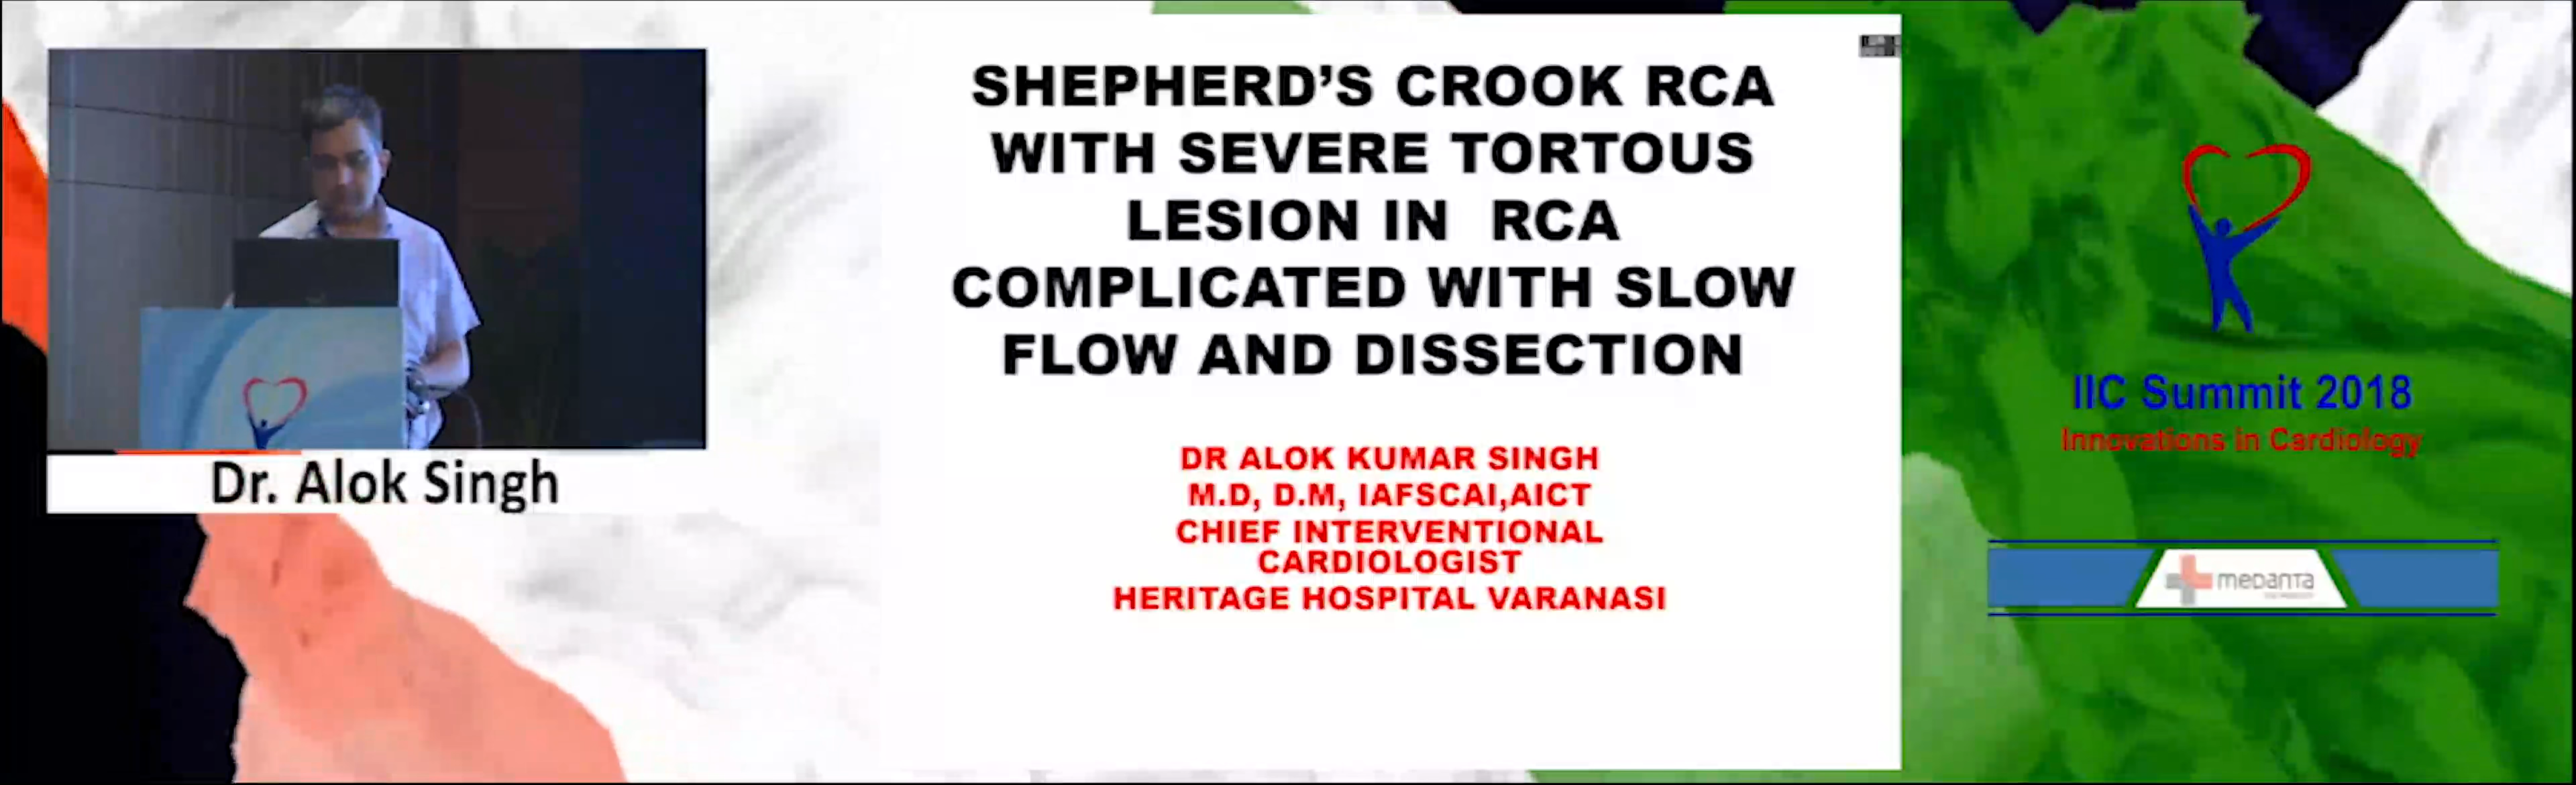 Dr. Alok Singh
SHEPHERD’S CROOK RCA
WITH SEVERE TORTOUS
LESION IN RCA
COMPLICATED WITH SLOW
FLOW AND DISSECTION
DR ALOK KUMAR SINGH
M.D, D.M, IAFSCAI,AICT
CHIEF INTERVENTIONAL
CARDIOLOGIST
HERITAGE HOSPITAL VARANASI
IIC Summit 2018
Innovations in Cardiology
medanta